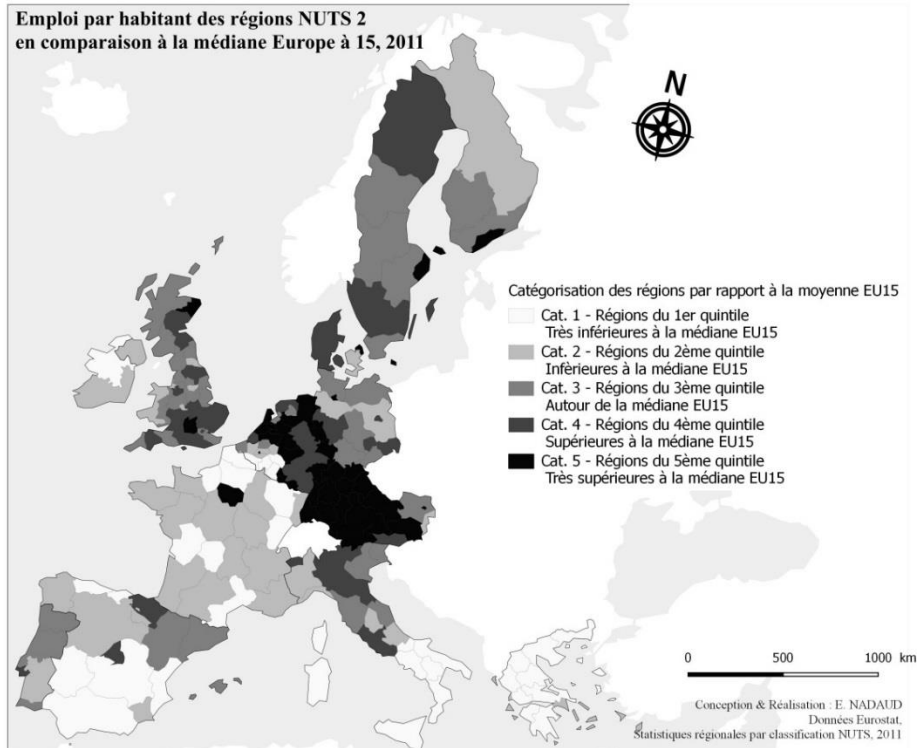 Emploi par habitant des régions NUTS 2
en comparaison à la médiane Europe à 15, 2011
N
Catégorisation des régions par rapport à la moyenne EU15
Cat. 1 - Régions du 1er quintile
Très inférieures à la médiane EU15
Cat. 2 - Régions du 2ème quintile
Infèrieures à la médiane EU15
Cat. 3 - Régions du 3ème quintile
Autour de la médiane EU15
Cat. 4 - Régions du 4ème quintile
Supérieures à la médiane EU15
Cat. 5 - Régions du 5ème quintile
Très supérieures à la médiane EU15
0 500 1000 km
Conception & Réalisation : E. NADAUD
Données Eurostat,
Statistiques régionales par classification NUTS, 2011